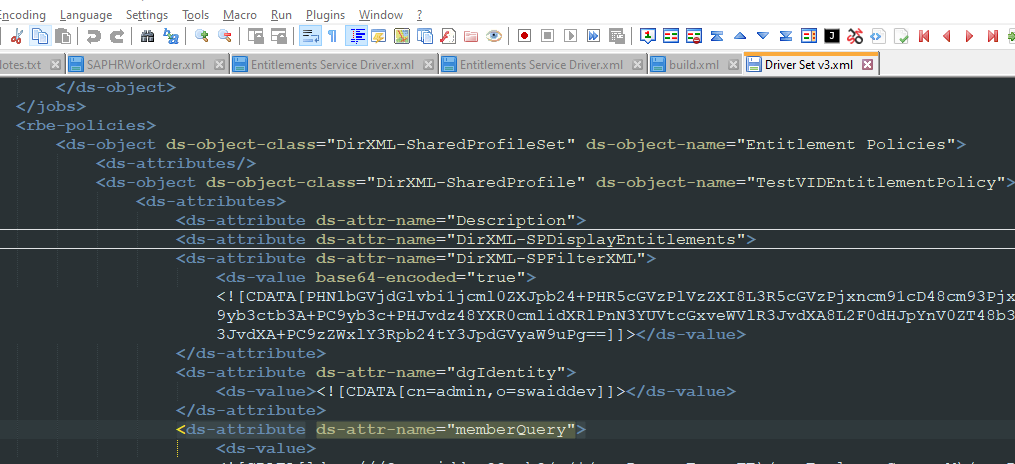 Encoding Language Settings Tools Macro Run Plugins Window ?
SAPHRWorkOrder.xml Entitlements Service Driver.xml Entitlements Service Driver.xml build.xml Driver Set v3.xml
</ds-object>
</jobs>
<rbe-policies>
<ds-object ds-object-class="DirXML-SharedProfileSet" ds-object-name="Entitlement Policies">
<ds-attributes/>
<ds-object ds-object-class="DirXML-SharedProfile" ds-object-name="TestVIDEntitlementPolicy">
<ds-attributes>
<ds-attribute ds-attr-name="Description">
<ds-attribute ds-attr-name="DirXML-SPDisplayEntitlements">
<ds-attribute ds-attr-name="DirXML-SPFilterXML">
<ds-value base64-encoded="true">
<![CDATA[PHNlbGVjdGlvbi1jcml0ZXJpb24+PHR5cGVzPlVzZXI8L3R5cGVzPjxncm91cD48cm93Pjx
9yb3ctb3A+PC9yb3c+PHJvdz48YXR0cmlidXRlPnN3YUVtcGxveWVlR3JvdXA8L2F0dHJpYnV0ZT48b3
3JvdXA+PC9zZWxlY3Rpb24tY3JpdGVyaW9uPg==]]></ds-value>
</ds-attribute>
<ds-attribute ds-attr-name="dgIdentity">
<ds-value><![CDATA[cn=admin,o=swaiddev]]></ds-value>
</ds-attribute>
<ds-attribute ds-attr-name="memberQuery">
<ds-value>